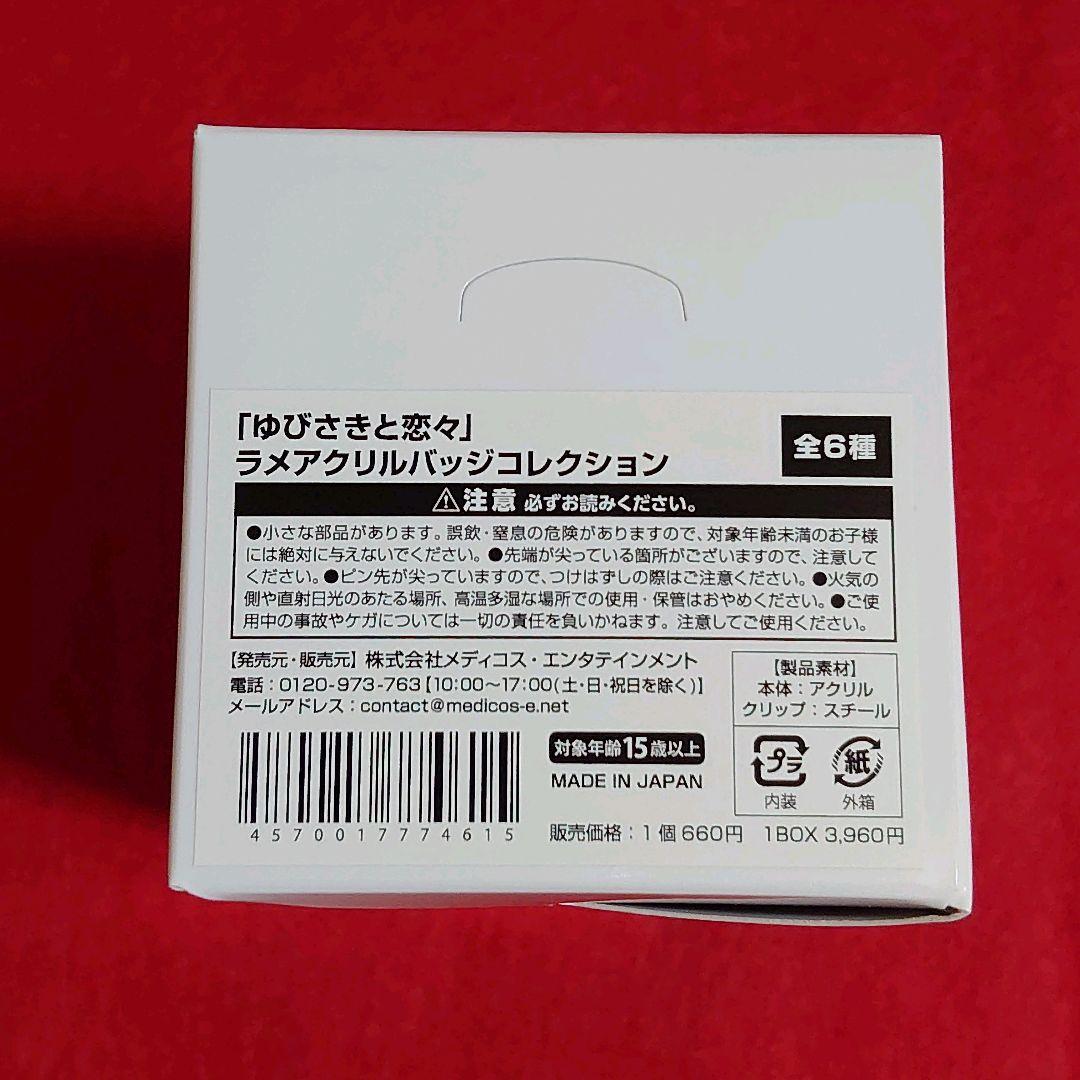 「ゆびさきと恋々」
ラメアクリルバッジコレクション
全6種
⚠注意 必ずお読みください。
●小さな部品があります。誤飲・窒息の危険がありますので、対象年齢未満のお子様
には絶対に与えないでください。●先端が尖っている箇所がございますので、注意して
ください。●ピン先が尖っていますので、つけはずしの際はご注意ください。●火気の
側や直射日光のあたる場所、高温多湿な場所での使用・保管はおやめください。●ご使
用中の事故やケガについては一切の責任を負いかねます。注意してご使用ください。
【発売元・販売元】株式会社メディコス・エンタテインメント
電話：0120-973-763【10:00～17:00(土・日・祝日を除く)】
メールアドレス：contact@medicos-e.net
【製品素材】
本体：アクリル
クリップ：スチール
対象年齢15歳以上
MADE IN JAPAN
プラ
紙
内装
外箱
4570017774615
販売価格：1個660円 1BOX 3,960円